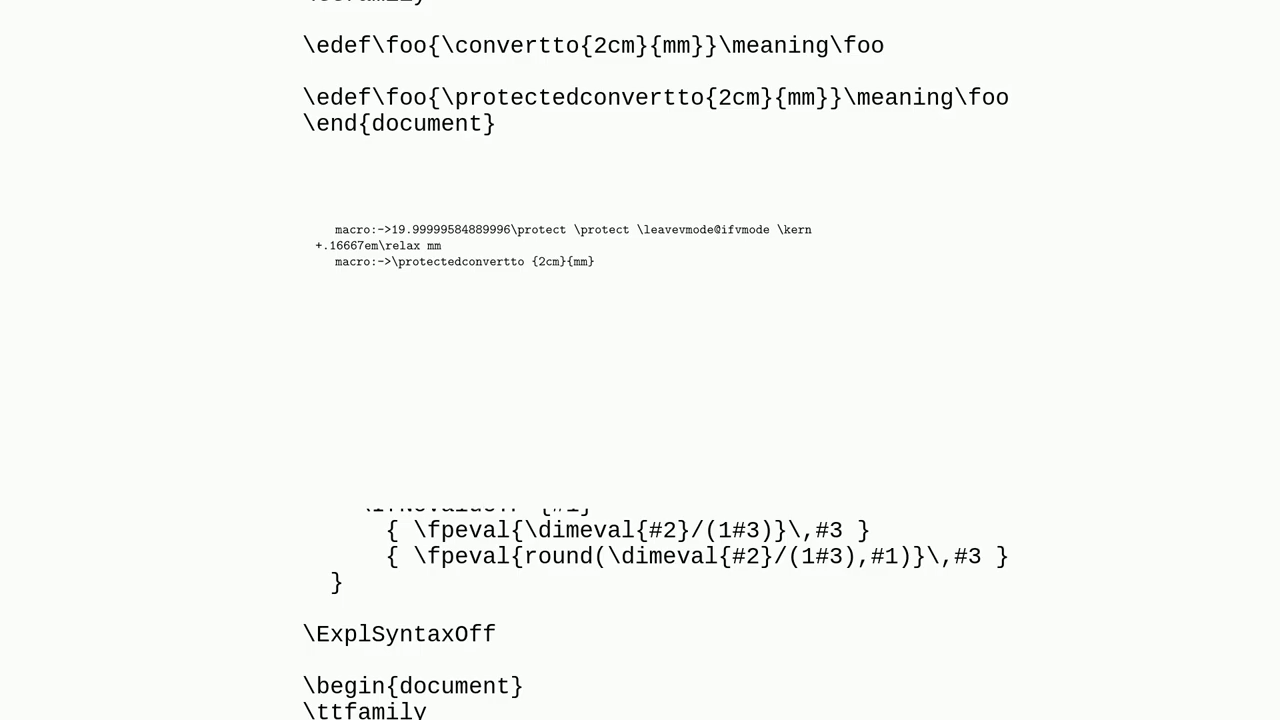 \edef\foo{\convertto{2cm}{mm}}\meaning\foo
\edef\foo{\protectedconvertto{2cm}{mm}}\meaning\foo
\end{document}
macro:->19.99999584889996\protect \protect \leavevmode@ifvmode \kern
+.16667em\relax mm
macro:->\protectedconvertto {2cm}{mm}
{ \fpeval{\dimeval{#2}/(1#3)}\,#3 }
{ \fpeval{round(\dimeval{#2}/(1#3),#1)}\,#3 }
}
\ExplSyntaxOff
\begin{document}
\ttfamily